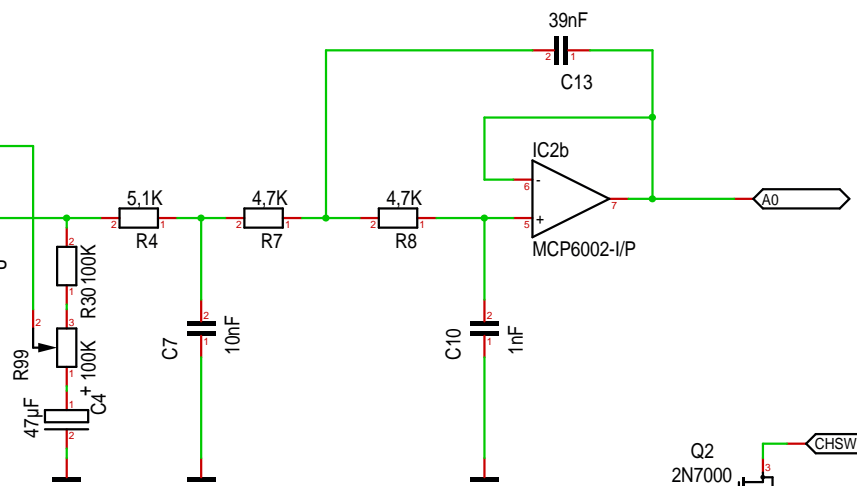 39nF
2
1
C13
IC2b
6
-
7
5
+
MCP6002-I/P
A0
5,1K
2
1
R4
4,7K
2
1
R7
4,7K
2
1
R8
2
1
R30
100K
2
3
1
R99
100K
+
1
2
47µF
C4
2
1
C7
10nF
2
1
C10
1nF
Q2
2N7000
3
CHSW